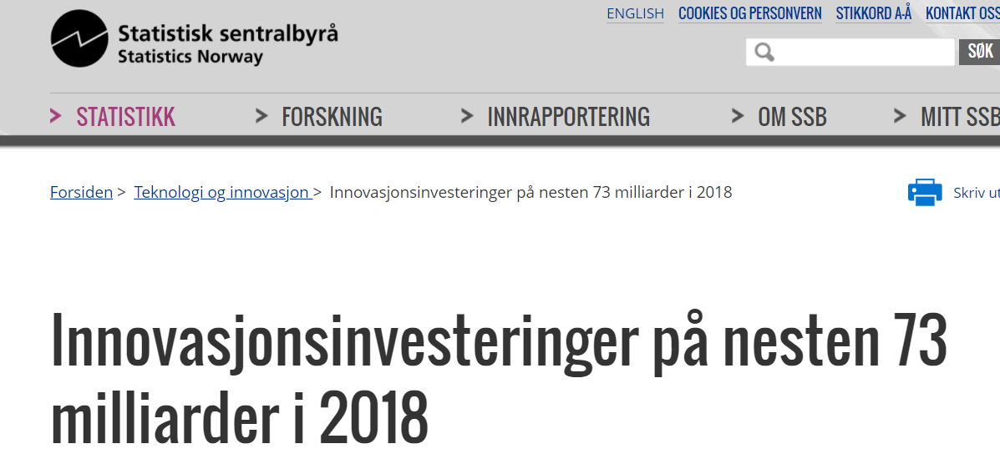 ENGLISH COOKIES OG PERSONVERN STIKKORD A-Å KONTAKT OSS
Statistisk sentralbyrå
Statistics Norway
SØK
> STATISTIKK > FORSKNING > INNRAPPORTERING > OM SSB > MITT SSB
Forsiden > Teknologi og innovasjon > Innovasjonsinvesteringer på nesten 73 milliarder i 2018
Skriv ut
Innovasjonsinvesteringer på nesten 73
milliarder i 2018